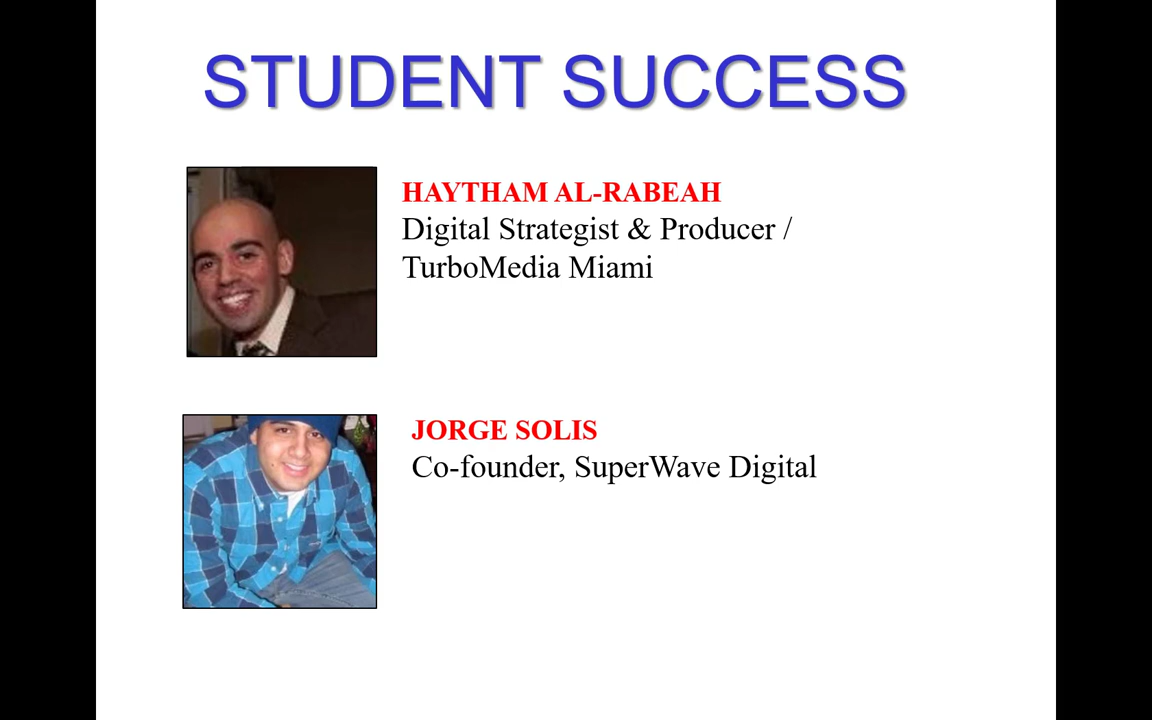 STUDENT SUCCESS
HAYTHAM AL-RABEAH
Digital Strategist & Producer /
TurboMedia Miami
JORGE SOLIS
Co-founder, SuperWave Digital